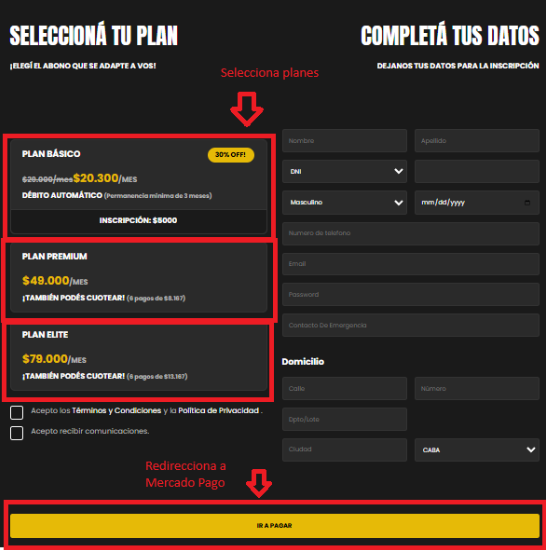 SELECCIONÁ TU PLAN
¡ELEGÍ EL ABONO QUE SE ADAPTE A VOS!
COMPLETÁ TUS DATOS
DEJANOS TUS DATOS PARA LA INSCRIPCIÓN
Selecciona planes
PLAN BÁSICO
30% OFF!
$29.000/mes$20.300/MES
DÉBITO AUTOMÁTICO (Permanencia mínima de 3 meses)
INSCRIPCIÓN: $5000
PLAN PREMIUM
$49.000/MES
¡TAMBIÉN PODÉS CUOTEAR! (6 pagos de $8.167)
PLAN ELITE
$79.000/MES
¡TAMBIÉN PODÉS CUOTEAR! (6 pagos de $13.167)
Acepto los Términos y Condiciones y la Política de Privacidad .
Acepto recibir comunicaciones.
Nombre
Apellido
DNI
Masculino
mm/dd/yyyy
Numero de telefono
Email
Password
Contacto De Emergencia
Domicilio
Calle
Número
Dpto/Lote
Ciudad
CABA
Redirecciona a
Mercado Pago
IR A PAGAR